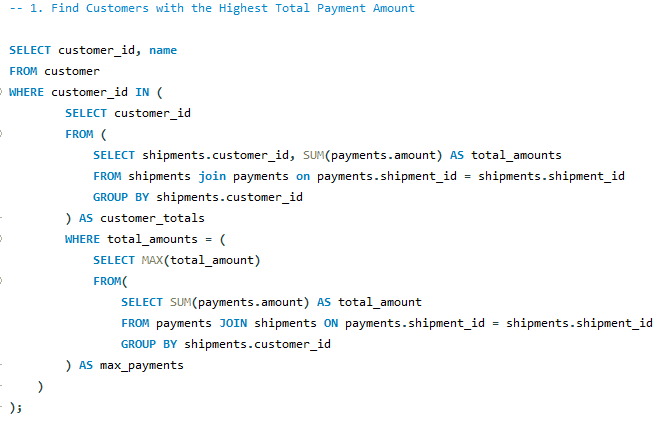 -- 1. Find Customers with the Highest Total Payment Amount
SELECT customer_id, name
FROM customer
WHERE customer_id IN (
SELECT customer_id
FROM (
SELECT shipments.customer_id, SUM(payments.amount) AS total_amounts
FROM shipments join payments on payments.shipment_id = shipments.shipment_id
GROUP BY shipments.customer_id
) AS customer_totals
WHERE total_amounts = (
SELECT MAX(total_amount)
FROM(
SELECT SUM(payments.amount) AS total_amount
FROM payments JOIN shipments ON payments.shipment_id = shipments.shipment_id
GROUP BY shipments.customer_id
) AS max_payments
)
);